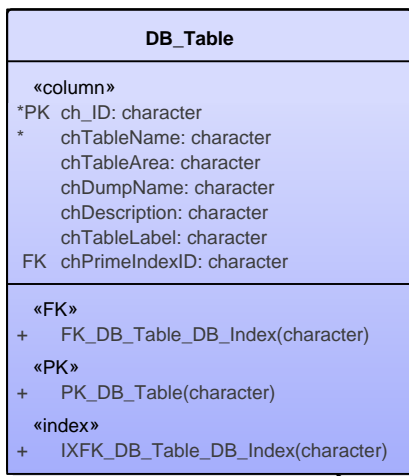 DB_Table
«column»
*PK ch_ID: character
* chTableName: character
chTableArea: character
chDumpName: character
chDescription: character
chTableLabel: character
FK chPrimeIndexID: character
«FK»
+ FK_DB_Table_DB_Index(character)
«PK»
+ PK_DB_Table(character)
«index»
+ IXFK_DB_Table_DB_Index(character)